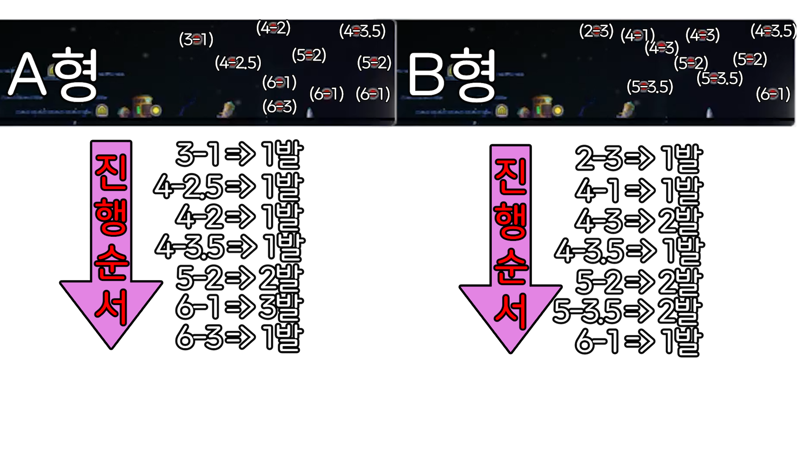 A형
(3-1)
(4-2)
(4-3.5)
(4-2.5)
(5-2)
(5-2)
(6-1)
(6-1)
(6-1)
(6-3)
B형
(2-3)
(4-1)
(4-3)
(4-3)
(4-3.5)
(5-2)
(5-2)
(5-3.5)
(5-3.5)
(6-1)
진행순서
3-1=> 1발
4-2.5=> 1발
4-2=> 1발
4-3.5=> 1발
5-2=> 2발
6-1=> 3발
6-3=> 1발
진행순서
2-3=> 1발
4-1=> 1발
4-3=> 2발
4-3.5=> 1발
5-2=> 2발
5-3.5=> 2발
6-1=> 1발